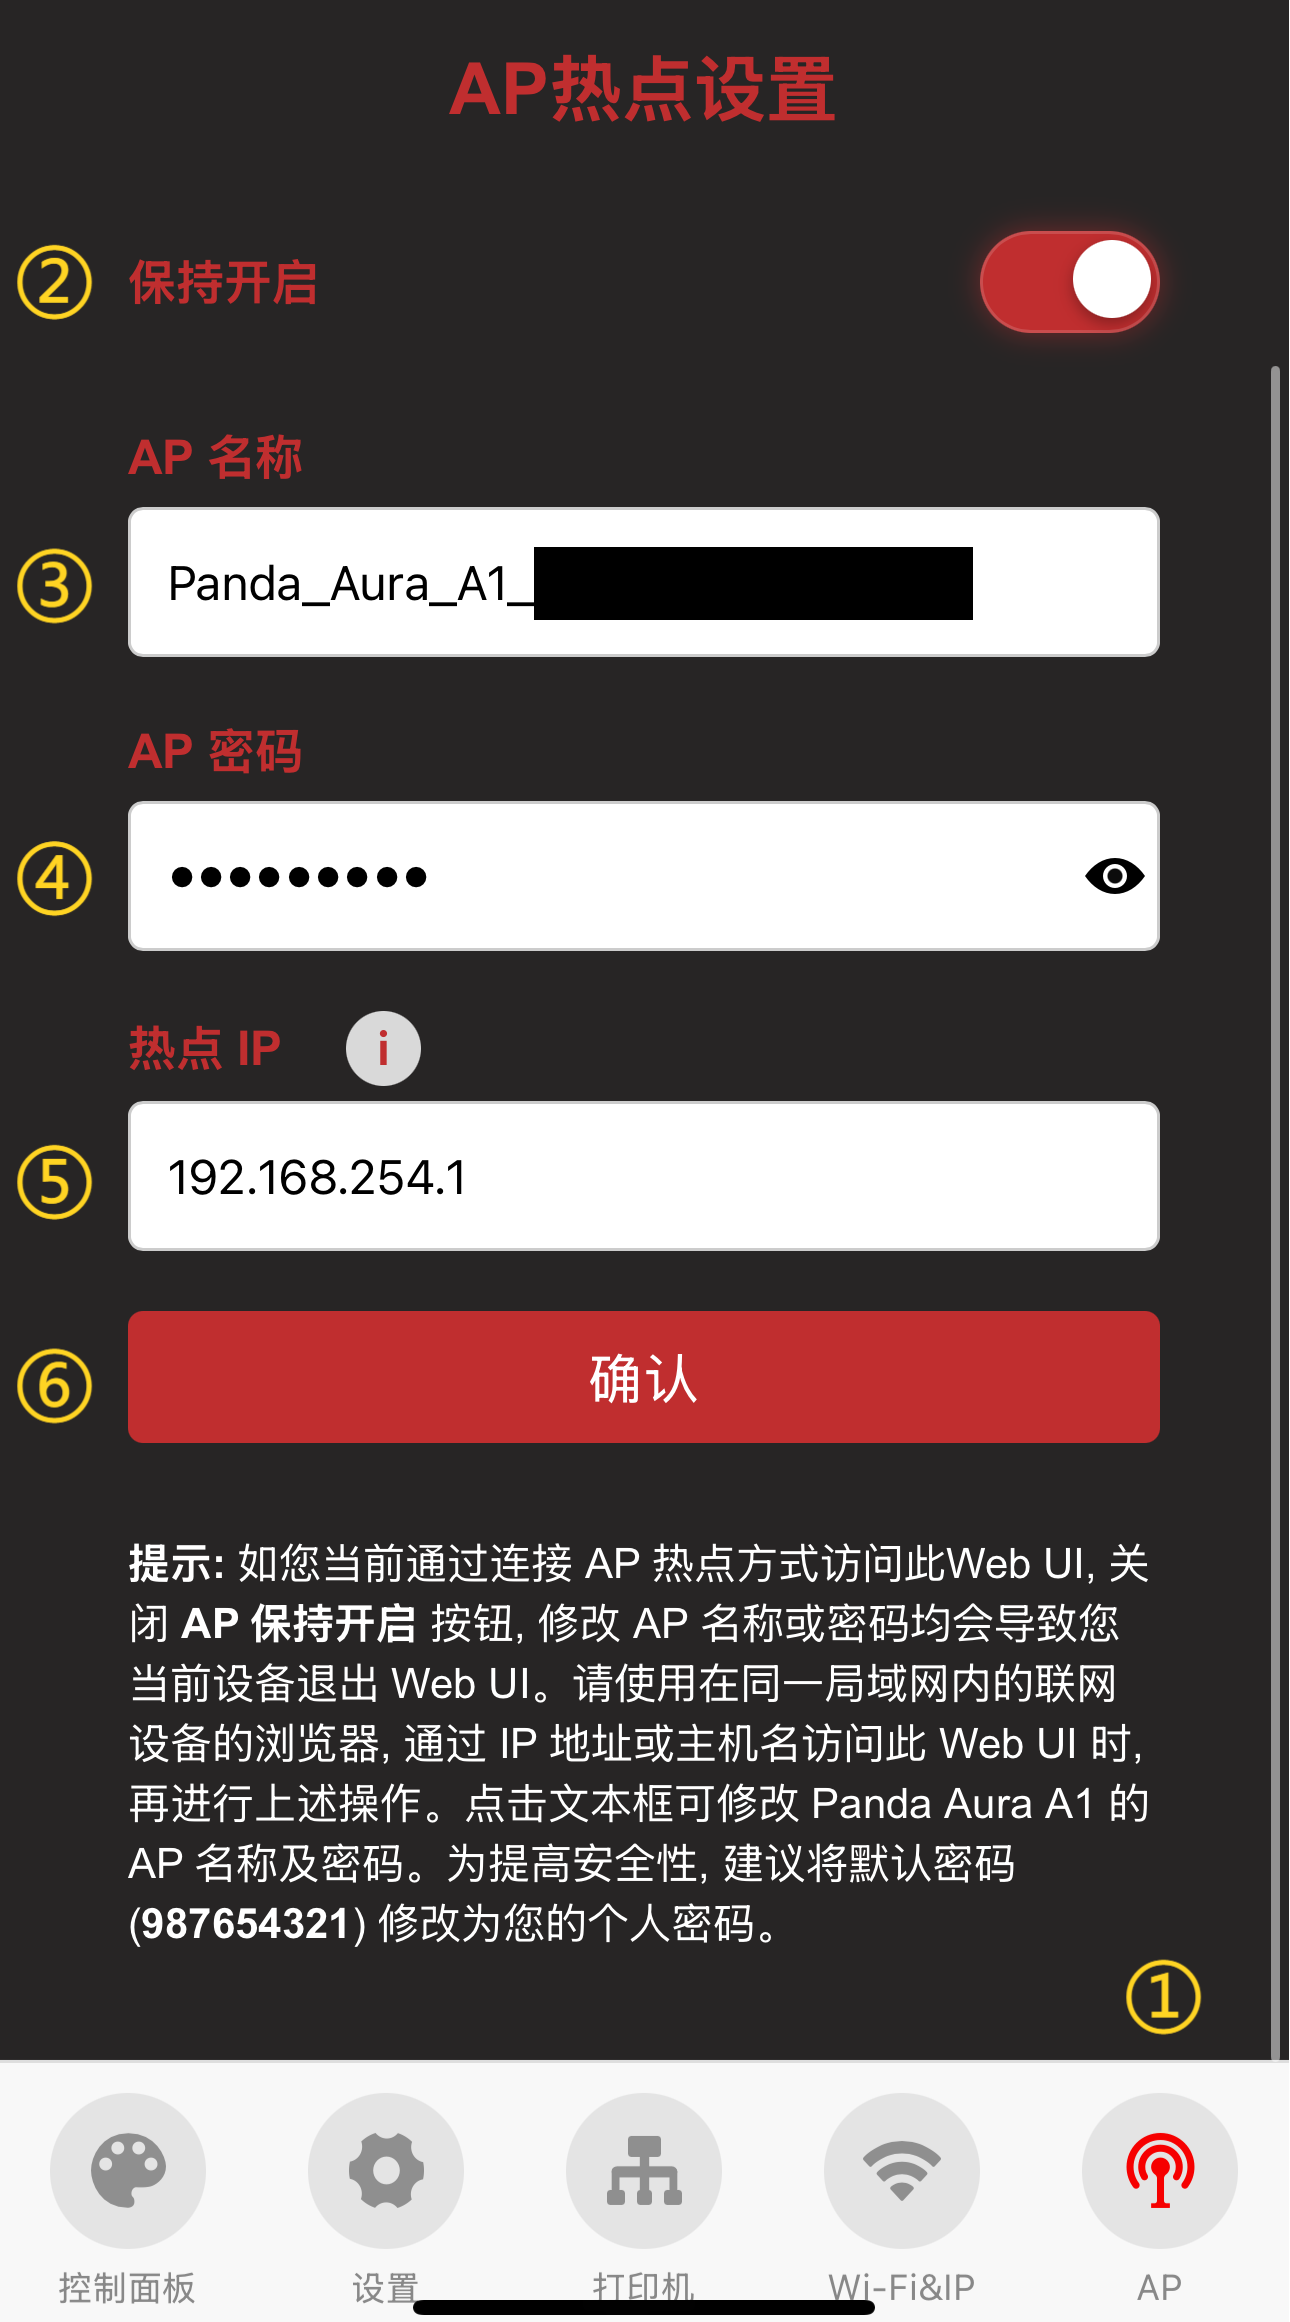 AP热点设置
② 保持开启
AP 名称
③ Panda_Aura_A1_
AP 密码
④ •••••••••
热点 IP i
⑤ 192.168.254.1
⑥ 确认
提示: 如您当前通过连接 AP 热点方式访问此Web UI, 关
闭 AP 保持开启 按钮, 修改 AP 名称或密码均会导致您
当前设备退出 Web UI。请使用在同一局域网内的联网
设备的浏览器, 通过 IP 地址或主机名访问此 Web UI 时,
再进行上述操作。点击文本框可修改 Panda Aura A1 的
AP 名称及密码。为提高安全性, 建议将默认密码
(987654321) 修改为您的个人密码。
①
控制面板 设置 打印机 Wi-Fi&IP AP